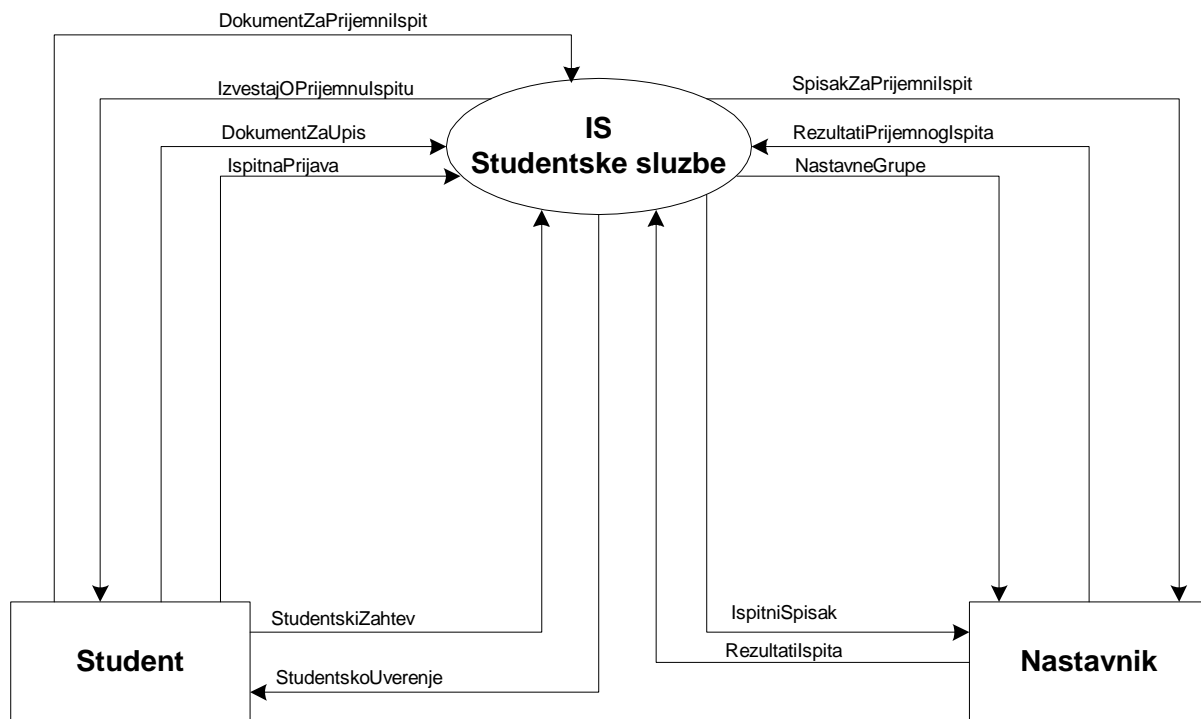 DokumentZaPrijemniIspit
IzvestajOPrijemnuIspitu
SpisakZaPrijemniIspit
IS
Studentske sluzbe
DokumentZaUpis
RezultatiPrijemnogIspita
IspitnaPrijava
NastavneGrupe
StudentskiZahtev
IspitniSpisak
Student
RezultatiIspita
Nastavnik
StudentskoUverenje